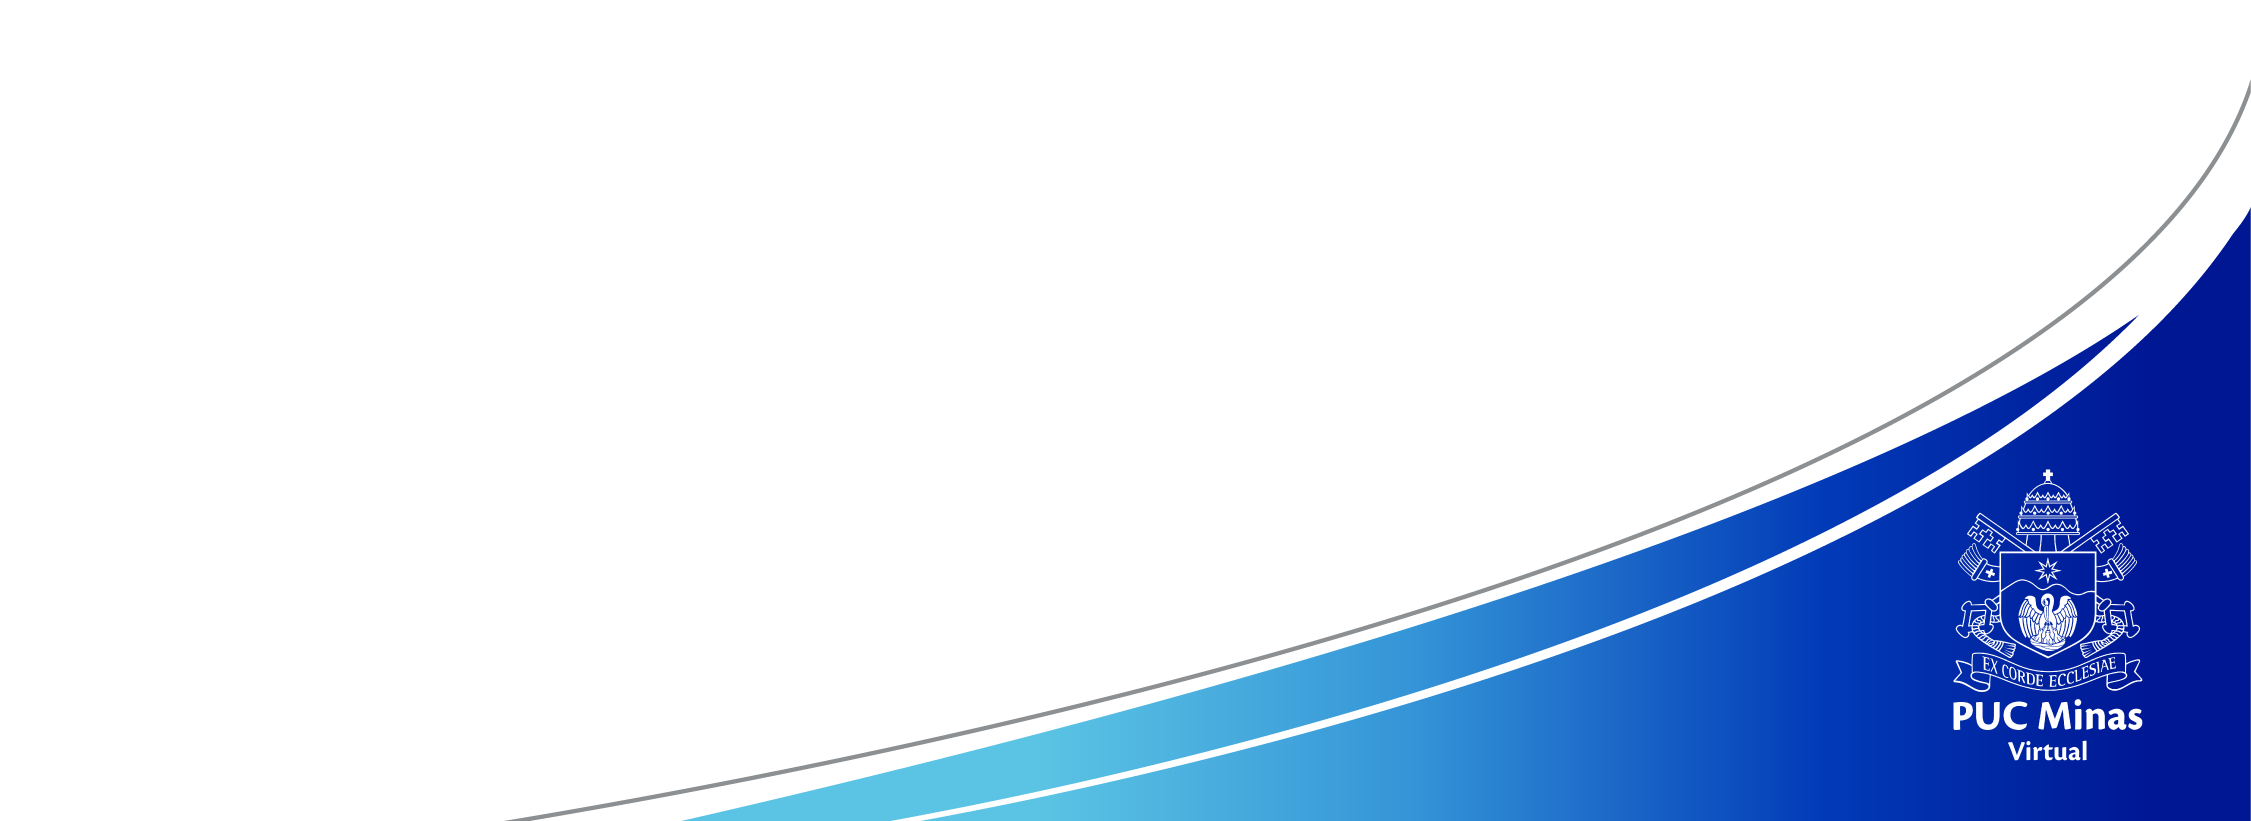 EX CORDE ECCLESIAE
PUC Minas
Virtual